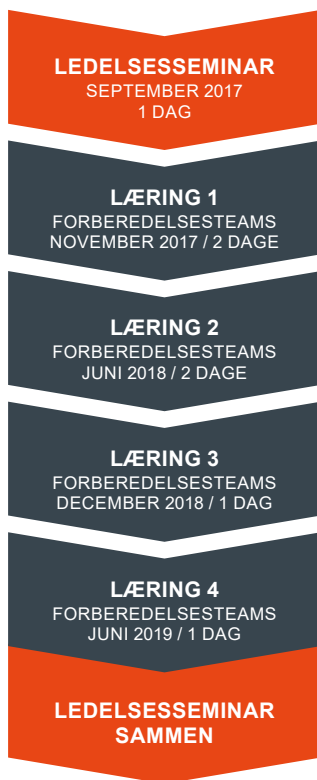 LEDELSESSEMINAR
SEPTEMBER 2017
1 DAG
LÆRING 1
FORBEREDELSESTEAMS
NOVEMBER 2017 / 2 DAGE
LÆRING 2
FORBEREDELSESTEAMS
JUNI 2018 / 2 DAGE
LÆRING 3
FORBEREDELSESTEAMS
DECEMBER 2018 / 1 DAG
LÆRING 4
FORBEREDELSESTEAMS
JUNI 2019 / 1 DAG
LEDELSESSEMINAR
SAMMEN